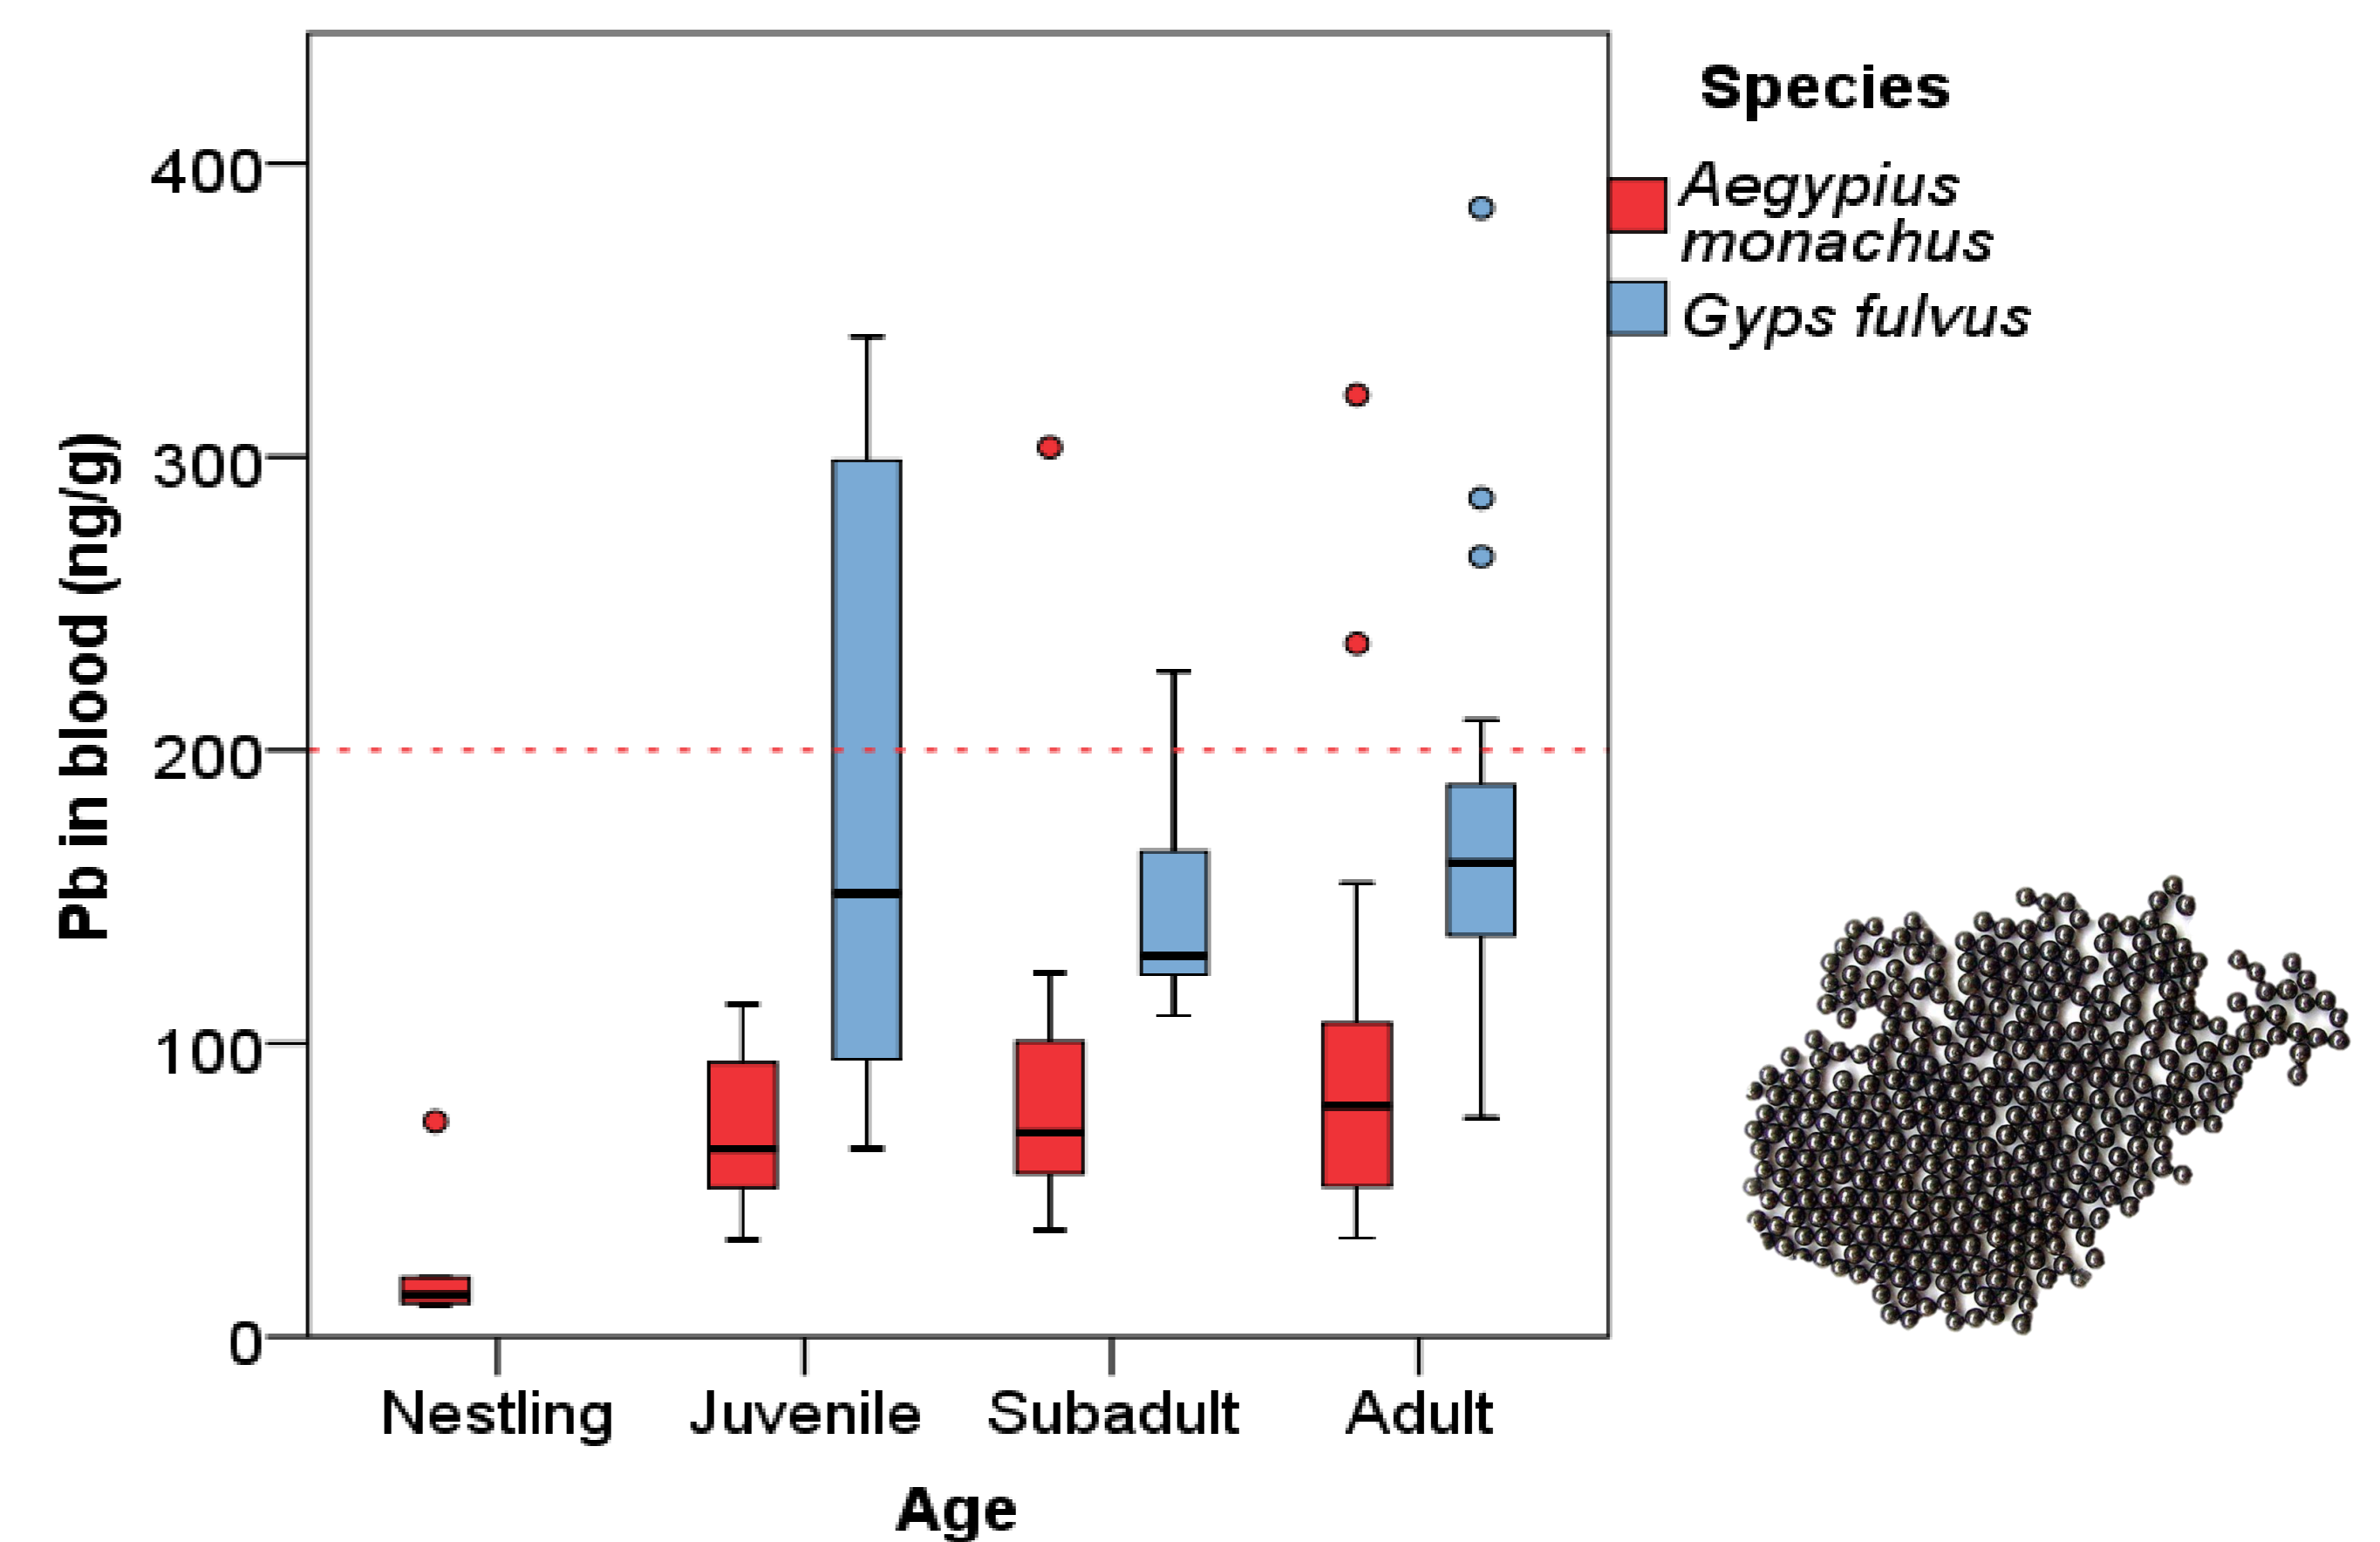 Species
Aegypius
monachus
Gyps fulvus
Pb in blood (ng/g)
400
300
200
100
0
Nestling Juvenile Subadult Adult
Age